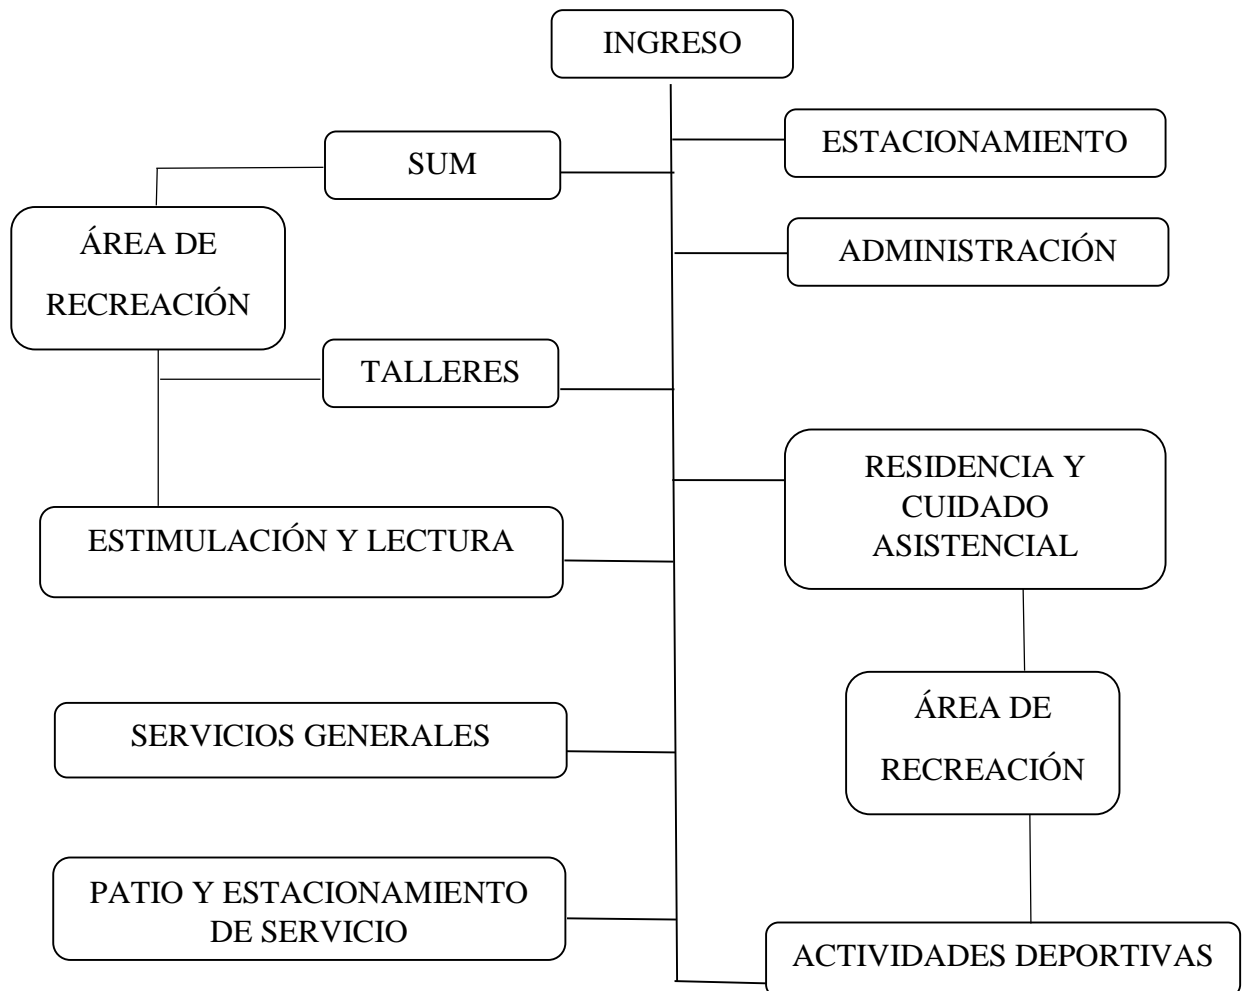 INGRESO
ESTACIONAMIENTO
SUM
ÁREA DE
RECREACIÓN
ADMINISTRACIÓN
TALLERES
RESIDENCIA Y
CUIDADO
ASISTENCIAL
ESTIMULACIÓN Y LECTURA
ÁREA DE
RECREACIÓN
SERVICIOS GENERALES
PATIO Y ESTACIONAMIENTO
DE SERVICIO
ACTIVIDADES DEPORTIVAS